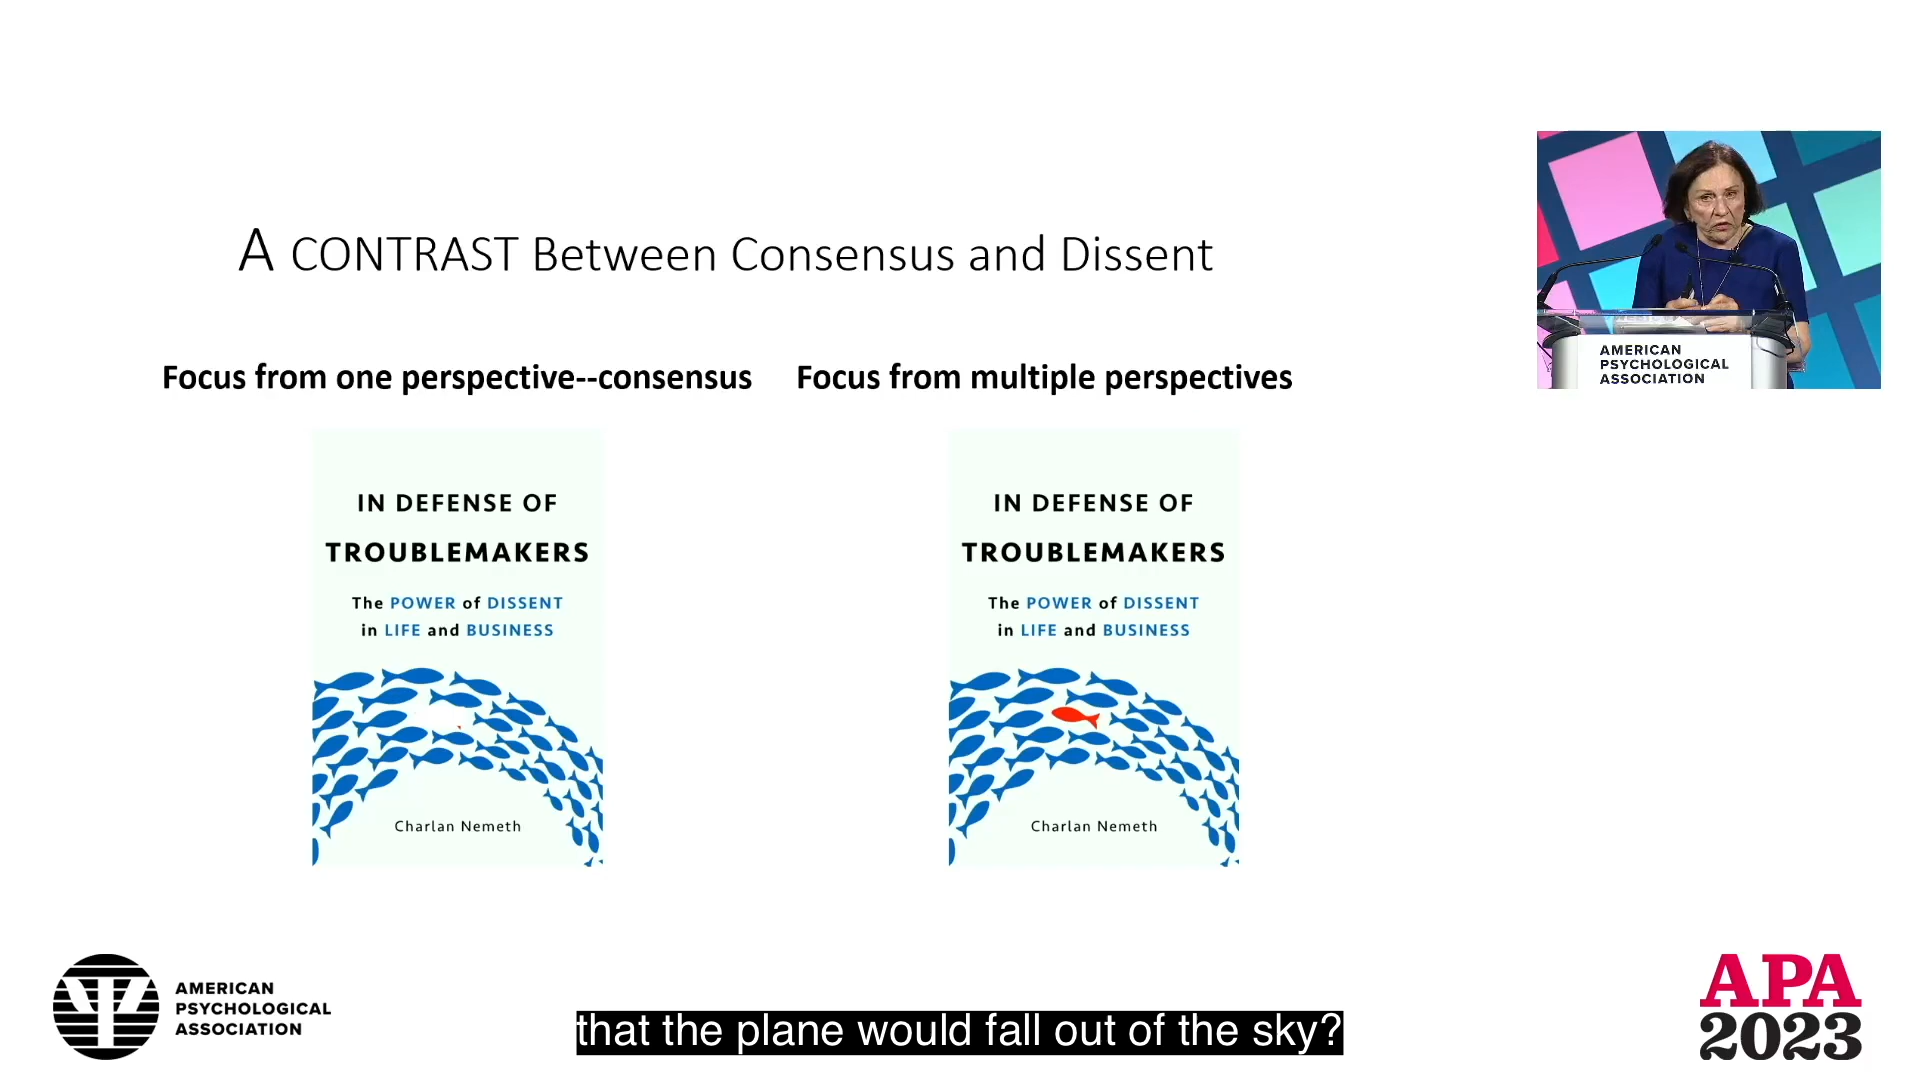 A CONTRAST Between Consensus and Dissent
Focus from one perspective--consensus
Focus from multiple perspectives
IN DEFENSE OF
TROUBLEMAKERS
The POWER of DISSENT
in LIFE and BUSINESS
Charlan Nemeth
IN DEFENSE OF
TROUBLEMAKERS
The POWER of DISSENT
in LIFE and BUSINESS
Charlan Nemeth
AMERICAN
PSYCHOLOGICAL
ASSOCIATION
AMERICAN
PSYCHOLOGICAL
ASSOCIATION
that the plane would fall out of the sky?
APA
2023